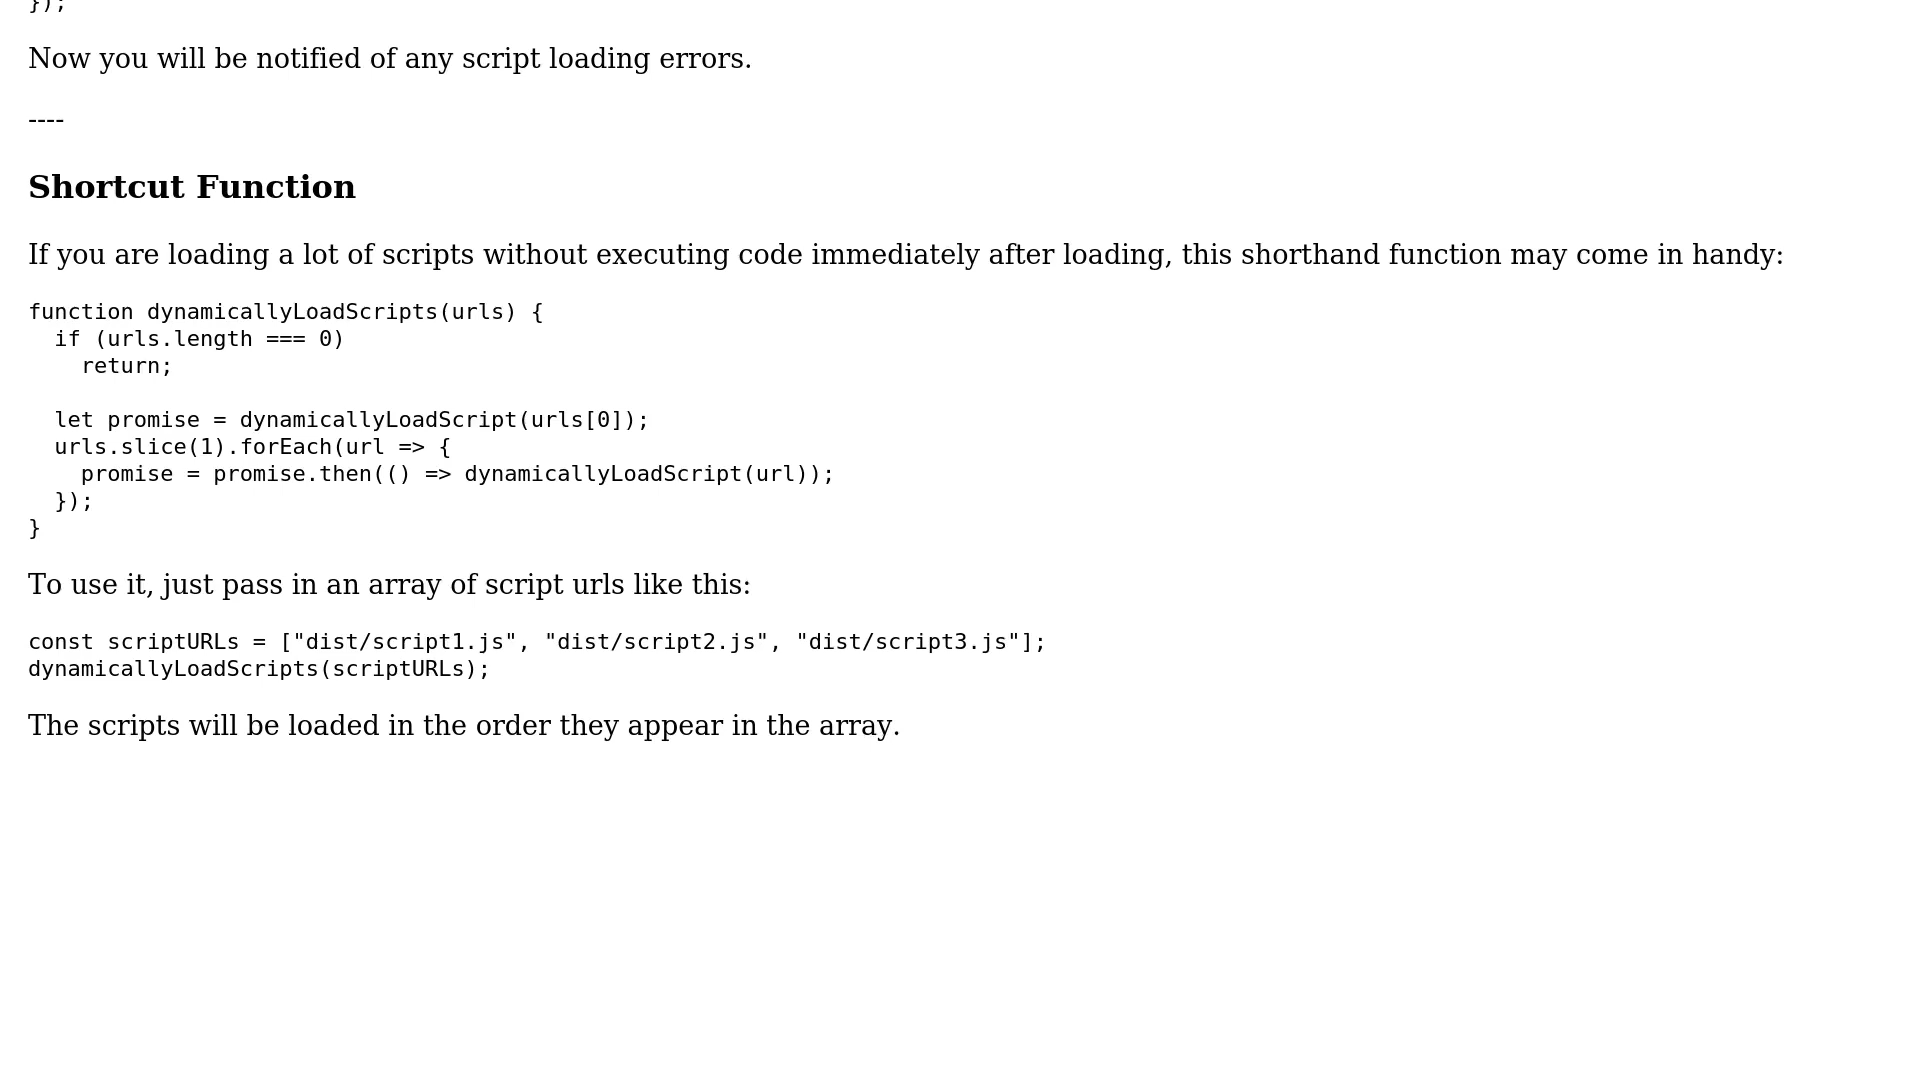 });
Now you will be notified of any script loading errors.
----
Shortcut Function
If you are loading a lot of scripts without executing code immediately after loading, this shorthand function may come in handy:
function dynamicallyLoadScripts(urls) {
  if (urls.length === 0)
    return;

  let promise = dynamicallyLoadScript(urls[0]);
  urls.slice(1).forEach(url => {
    promise = promise.then(() => dynamicallyLoadScript(url));
  });
}
To use it, just pass in an array of script urls like this:
const scriptURLs = ["dist/script1.js", "dist/script2.js", "dist/script3.js"];
dynamicallyLoadScripts(scriptURLs);
The scripts will be loaded in the order they appear in the array.